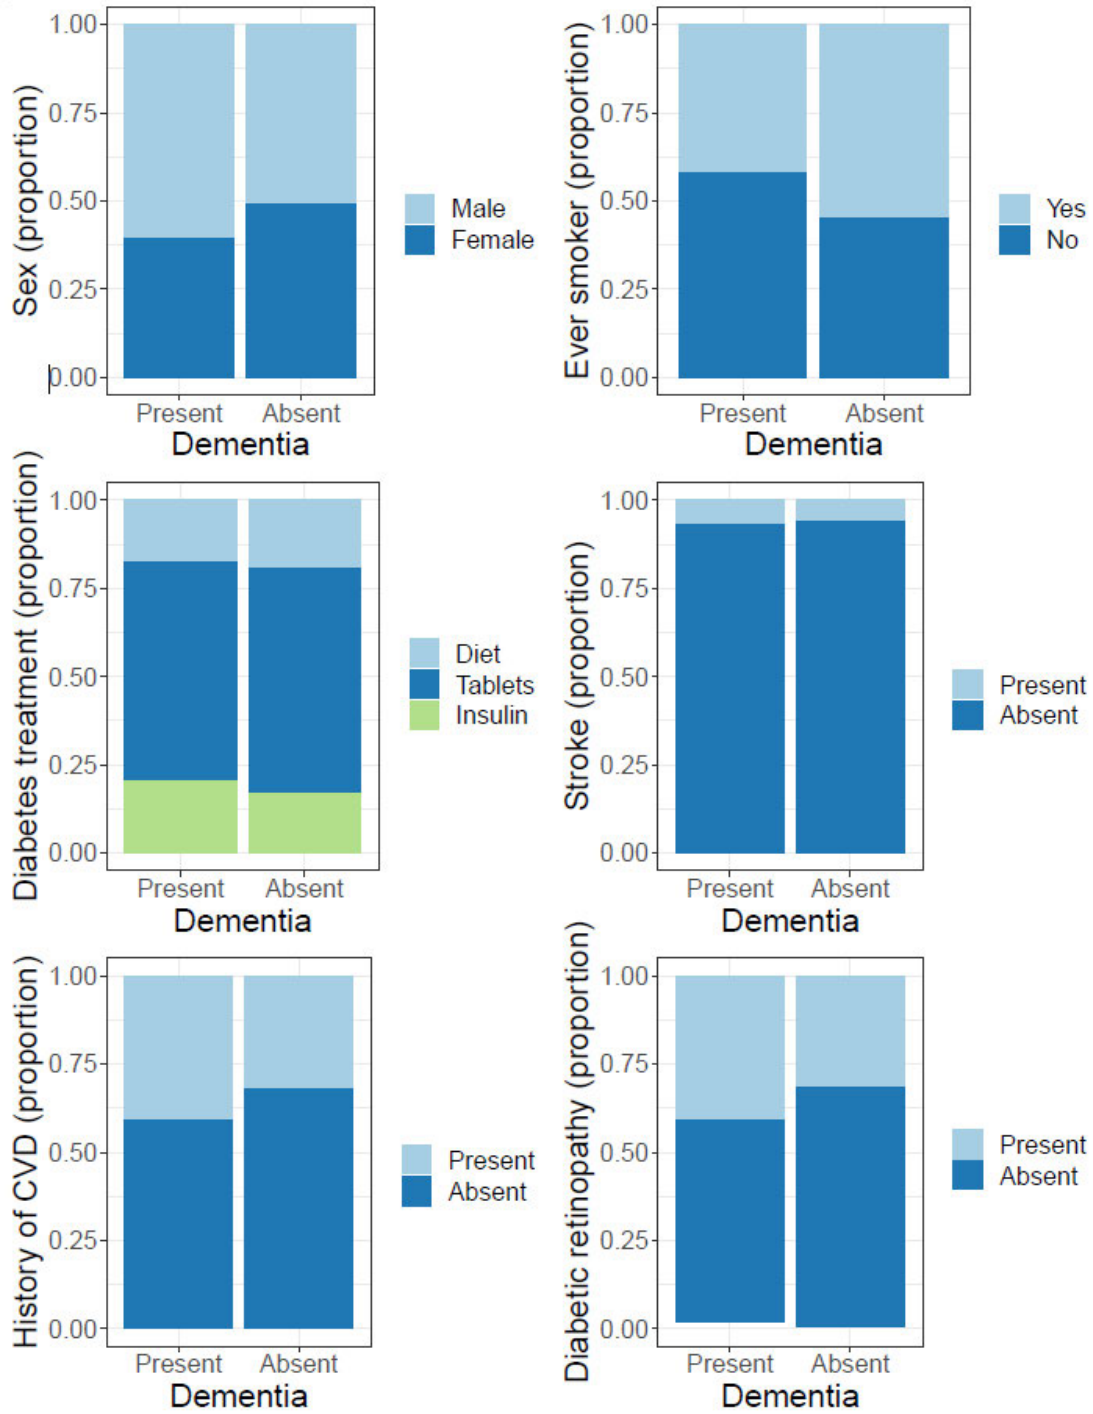 Sex (proportion)
1.00
0.75
0.50
0.25
0.00
Present Absent
Dementia
Male
Female
Ever smoker (proportion)
1.00
0.75
0.50
0.25
0.00
Present Absent
Dementia
Yes
No
Diabetes treatment (proportion)
1.00
0.75
0.50
0.25
0.00
Present Absent
Dementia
Diet
Tablets
Insulin
Stroke (proportion)
1.00
0.75
0.50
0.25
0.00
Present Absent
Dementia
Present
Absent
History of CVD (proportion)
1.00
0.75
0.50
0.25
0.00
Present Absent
Dementia
Present
Absent
Diabetic retinopathy (proportion)
1.00
0.75
0.50
0.25
0.00
Present Absent
Dementia
Present
Absent